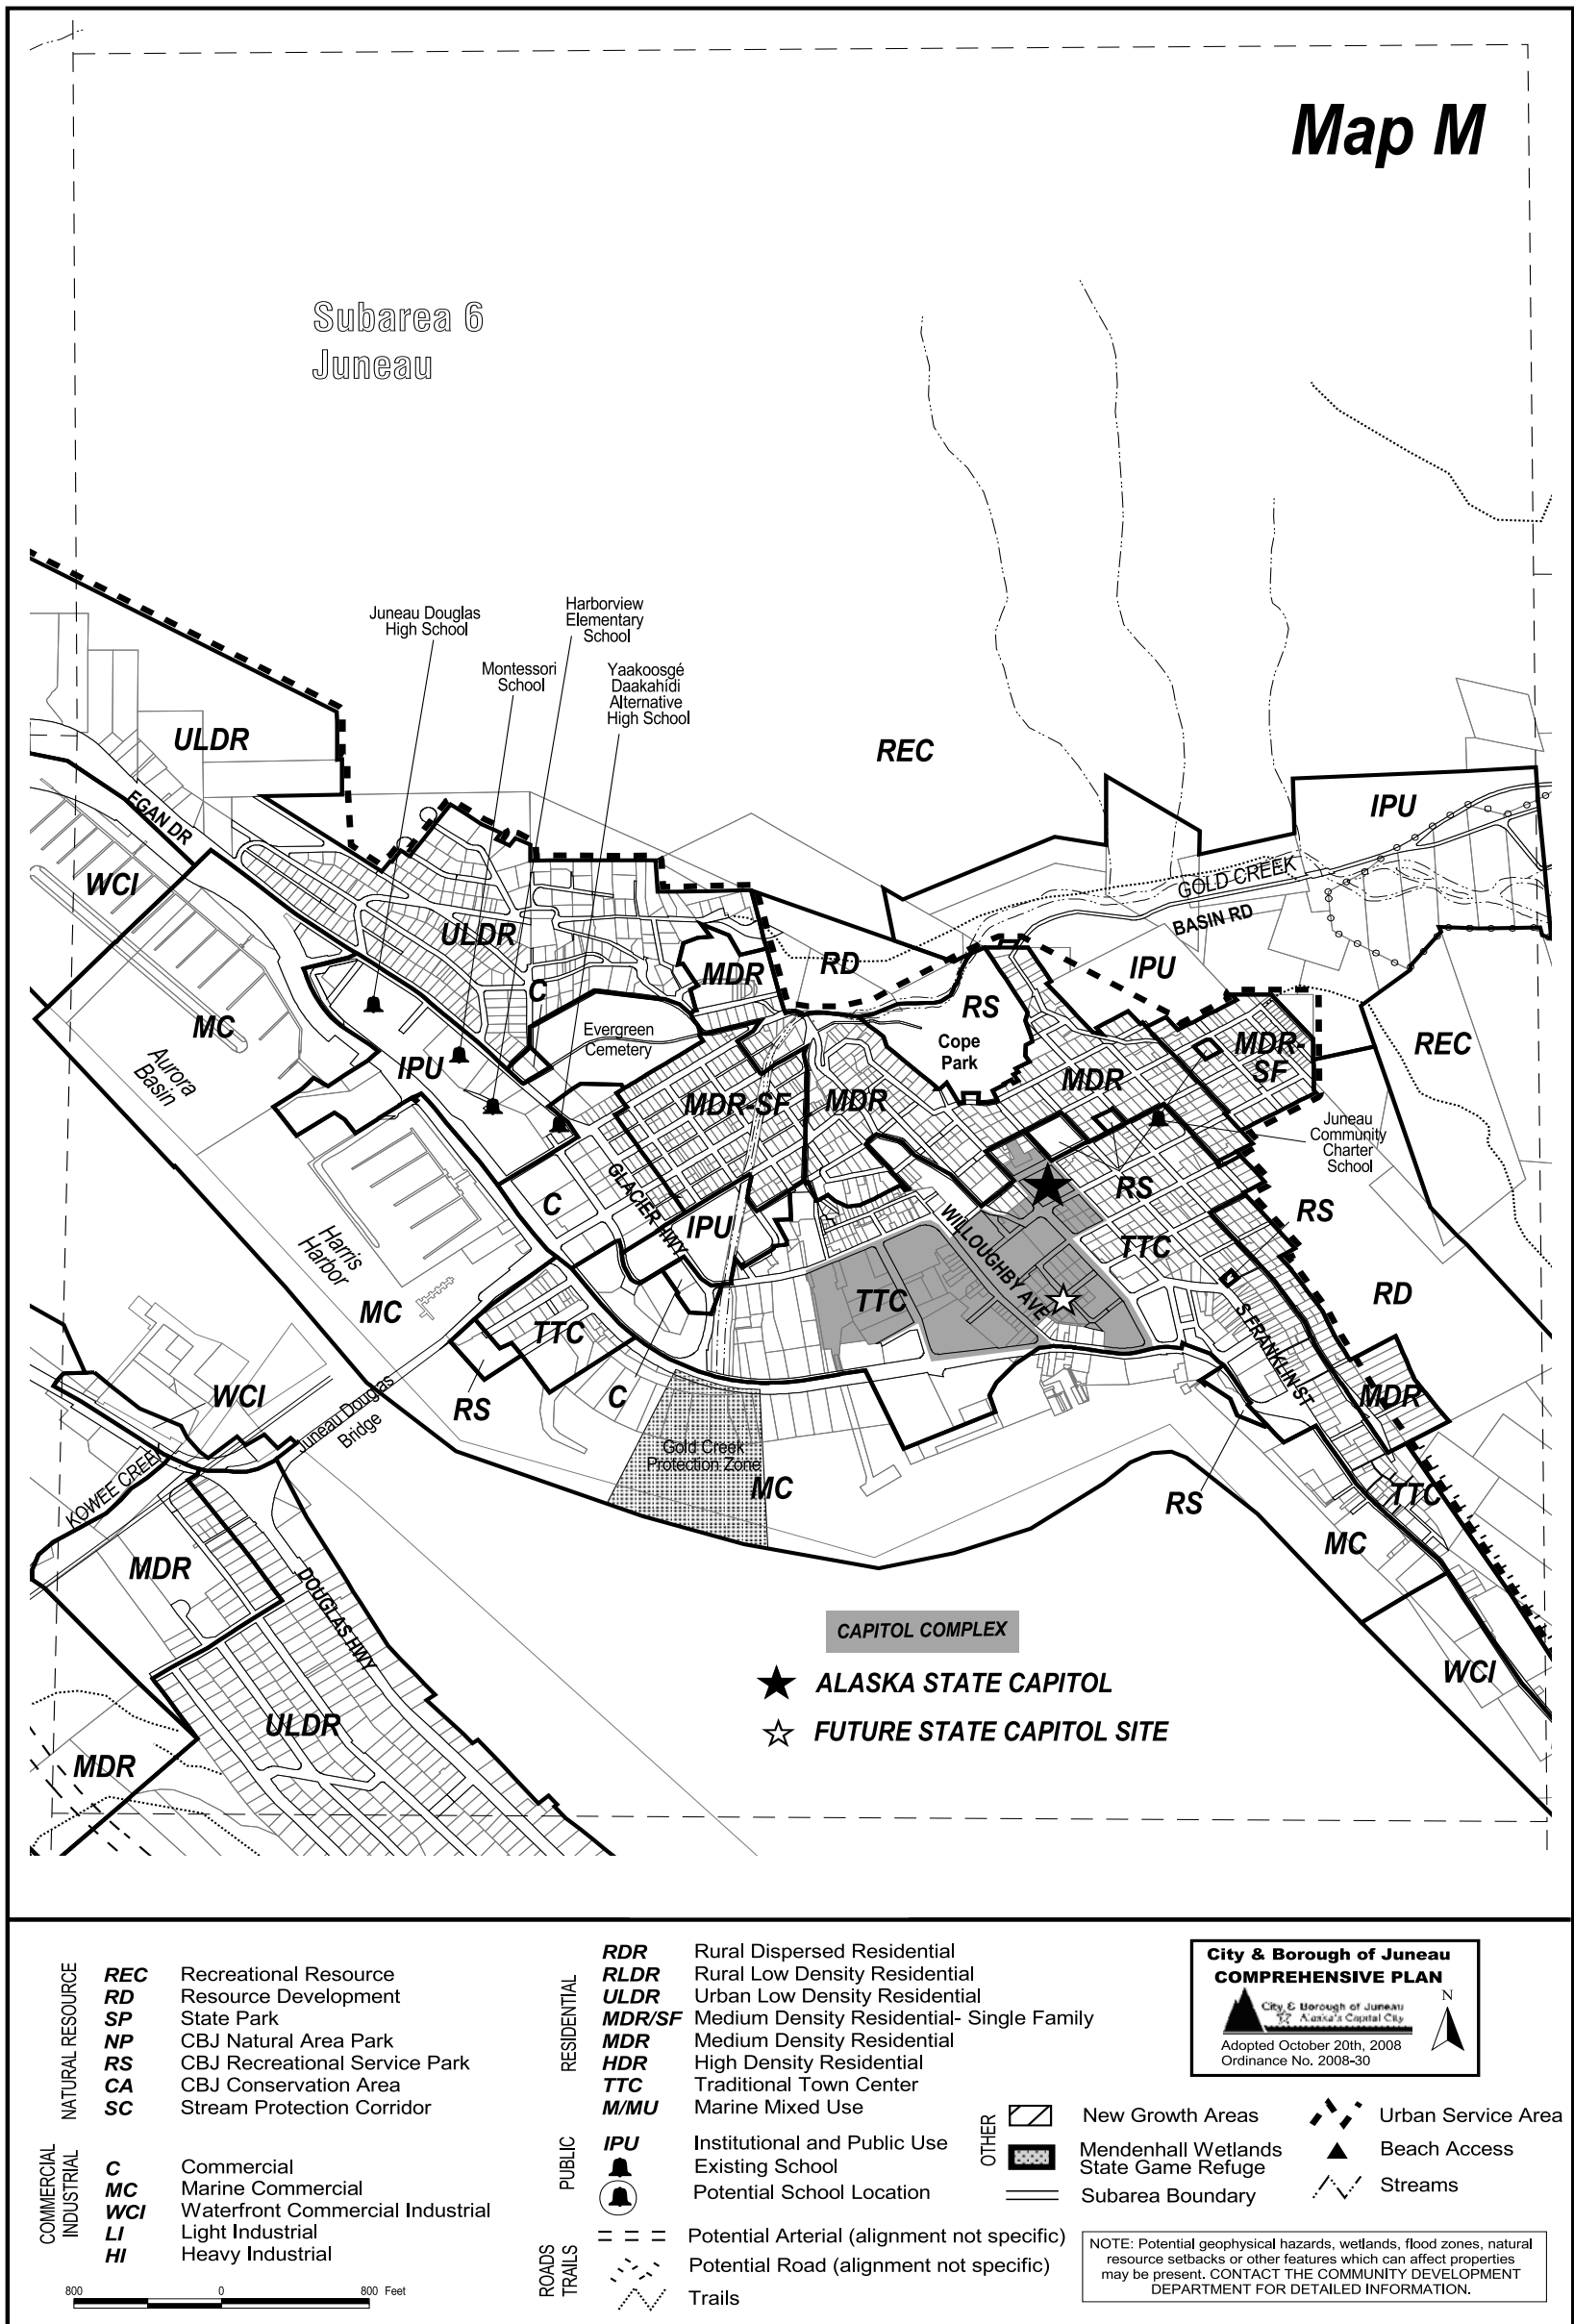 Map M
Subarea 6
Juneau
Juneau Douglas
High School
Harborview
Elementary
School
Montessori
School
Yaakoosgé
Daakahídi
Alternative
High School
ULDR
REC
IPU
EGAN DR
WCI
GOLD CREEK
BASIN RD
ULDR
MDR
RD
IPU
C
RS
MC
Evergreen
Cemetery
Cope
Park
MDR-
SF
REC
Aurora
Basin
IPU
MDR
MDR-SF
MDR
Juneau
Community
Charter
School
GLACIER HWY
C
RS
RS
IPU
WILLOUGHBY AVE
TTC
Harris
Harbor
MC
TTC
RD
TTC
S FRANKLIN ST
WCI
RS
C
MDR
Juneau Douglas
Bridge
Gold Creek
Protection Zone
MC
KOWEE CREEK
RS
TTC
MC
MDR
DOUGLAS HWY
CAPITOL COMPLEX
WCI
ALASKA STATE CAPITOL
ULDR
FUTURE STATE CAPITOL SITE
MDR
NATURAL RESOURCE
REC Recreational Resource
RD Resource Development
SP State Park
NP CBJ Natural Area Park
RS CBJ Recreational Service Park
CA CBJ Conservation Area
SC Stream Protection Corridor
COMMERCIAL
INDUSTRIAL
C Commercial
MC Marine Commercial
WCI Waterfront Commercial Industrial
LI Light Industrial
HI Heavy Industrial
800 0 800 Feet
RESIDENTIAL
RDR Rural Dispersed Residential
RLDR Rural Low Density Residential
ULDR Urban Low Density Residential
MDR/SF Medium Density Residential- Single Family
MDR Medium Density Residential
HDR High Density Residential
TTC Traditional Town Center
M/MU Marine Mixed Use
PUBLIC
IPU Institutional and Public Use
Existing School
Potential School Location
ROADS
TRAILS
Potential Arterial (alignment not specific)
Potential Road (alignment not specific)
Trails
OTHER
New Growth Areas
Mendenhall Wetlands
State Game Refuge
Subarea Boundary
Urban Service Area
Beach Access
Streams
City & Borough of Juneau
COMPREHENSIVE PLAN
City & Borough of Juneau
Alaska's Capital City
N
Adopted October 20th, 2008
Ordinance No. 2008-30
NOTE: Potential geophysical hazards, wetlands, flood zones, natural
resource setbacks or other features which can affect properties
may be present. CONTACT THE COMMUNITY DEVELOPMENT
DEPARTMENT FOR DETAILED INFORMATION.